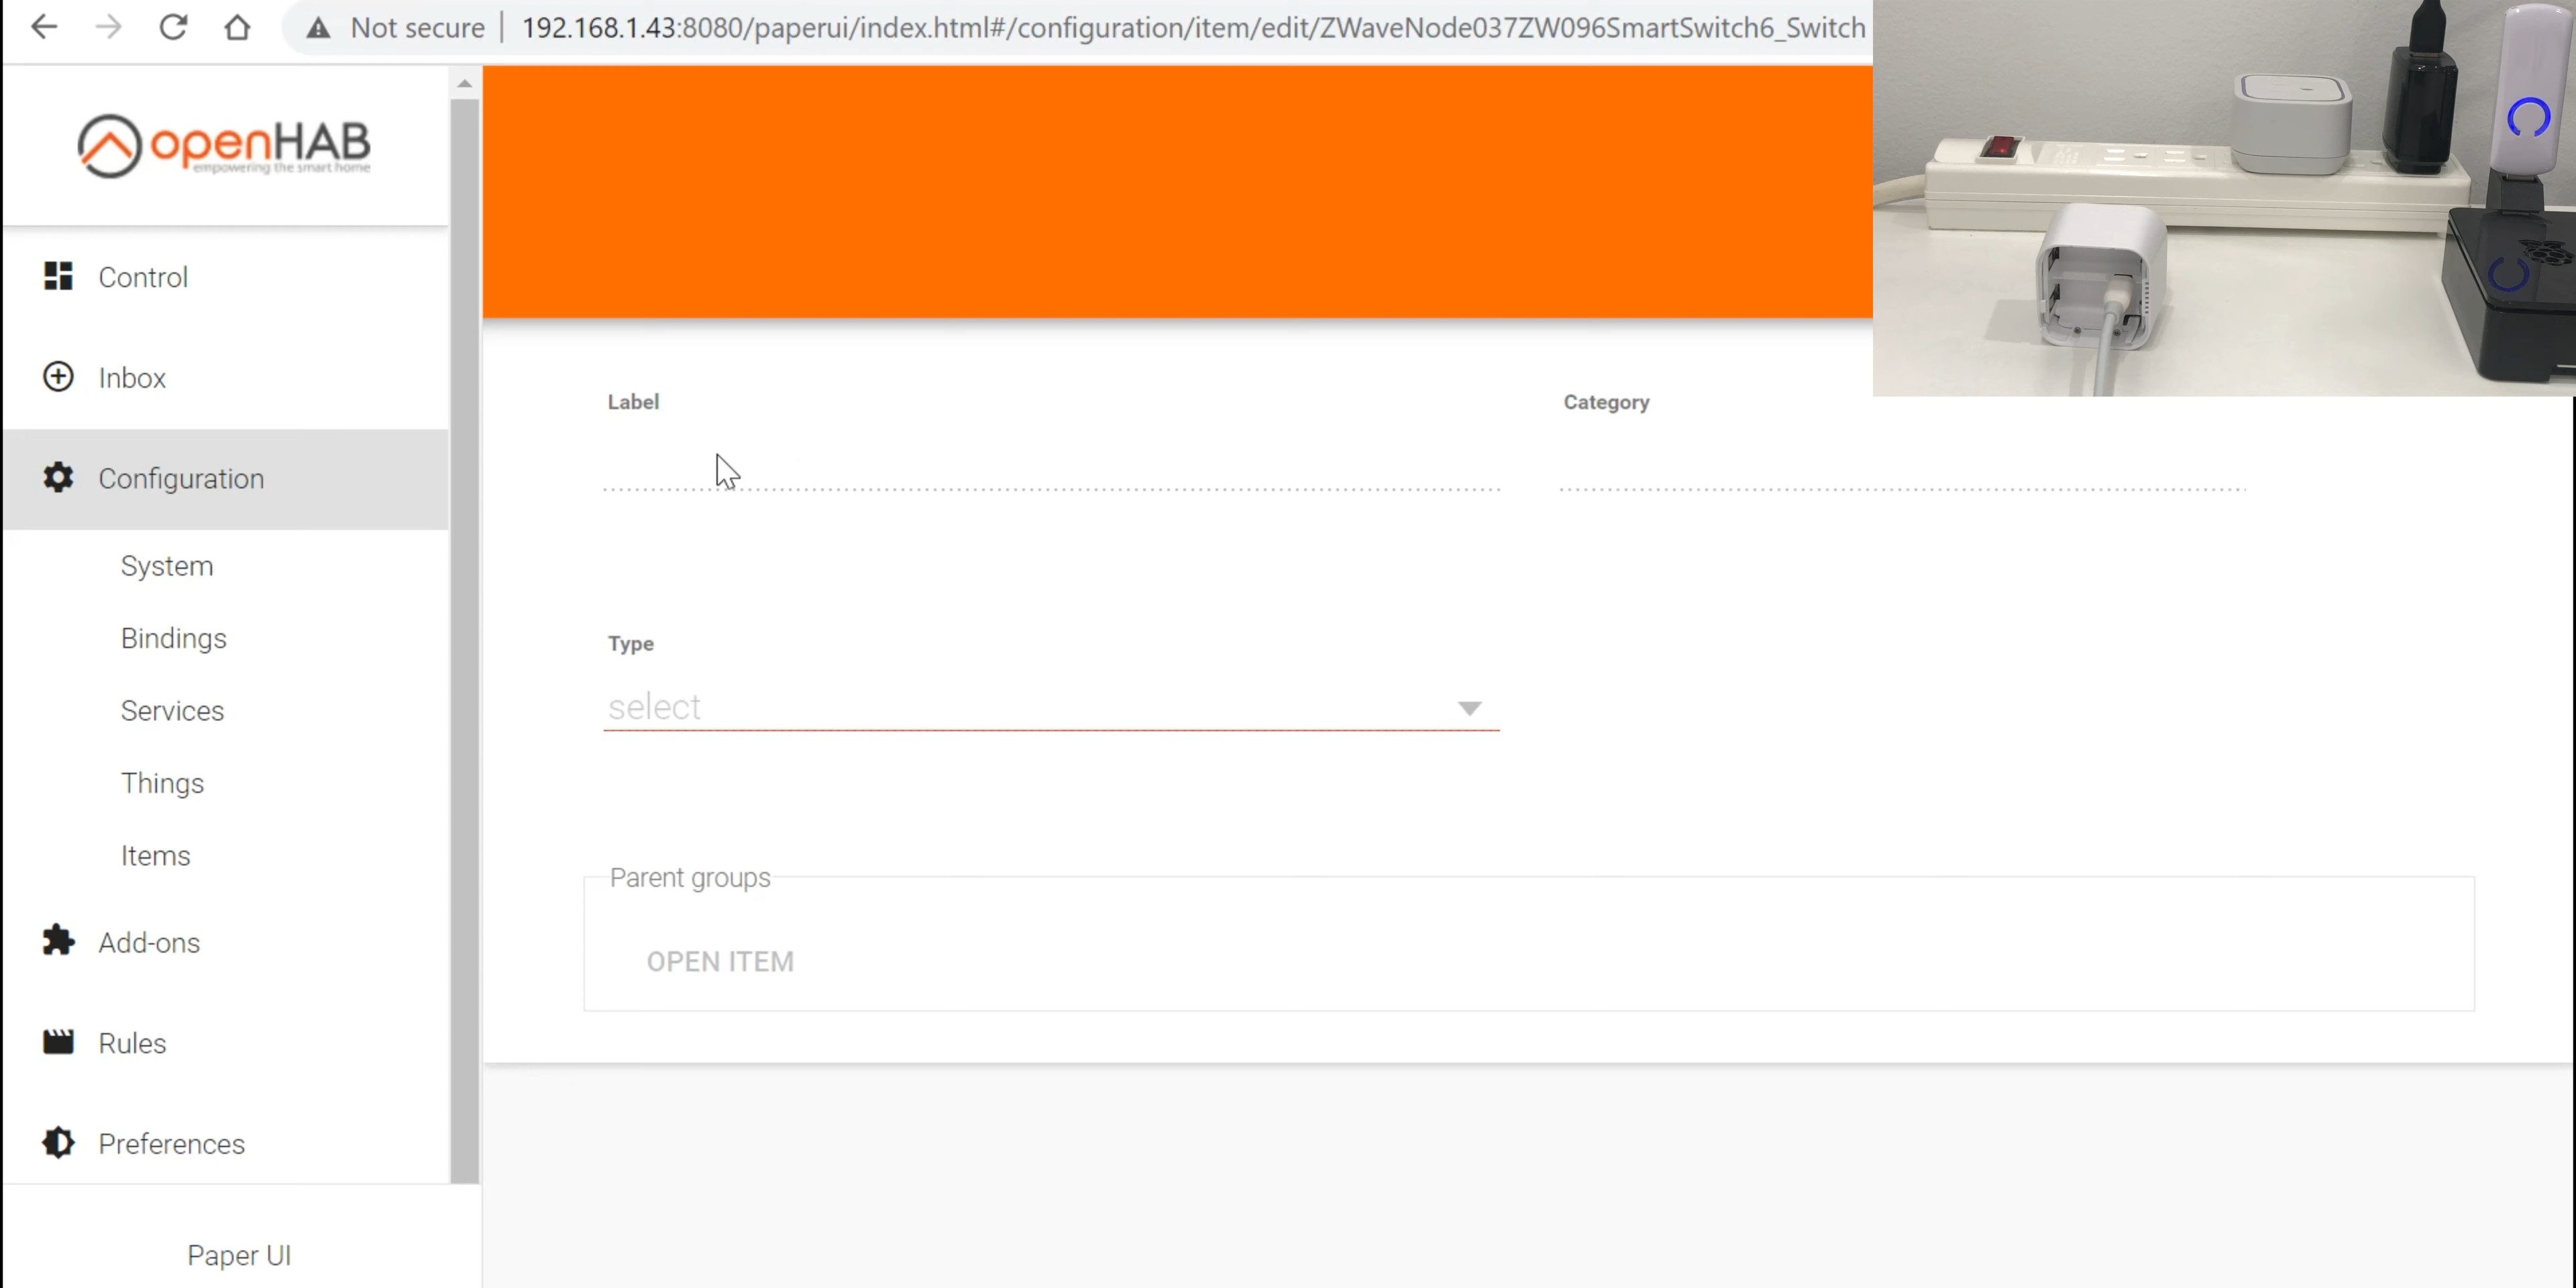 Not secure | 192.168.1.43:8080/paperui/index.html#/configuration/item/edit/ZWaveNode037ZW096SmartSwitch6_Switch
openHAB
empowering the smart home
Control
Inbox
Configuration
System
Bindings
Services
Things
Items
Add-ons
Rules
Preferences
Paper UI
Label
Category
Type
select
Parent groups
OPEN ITEM